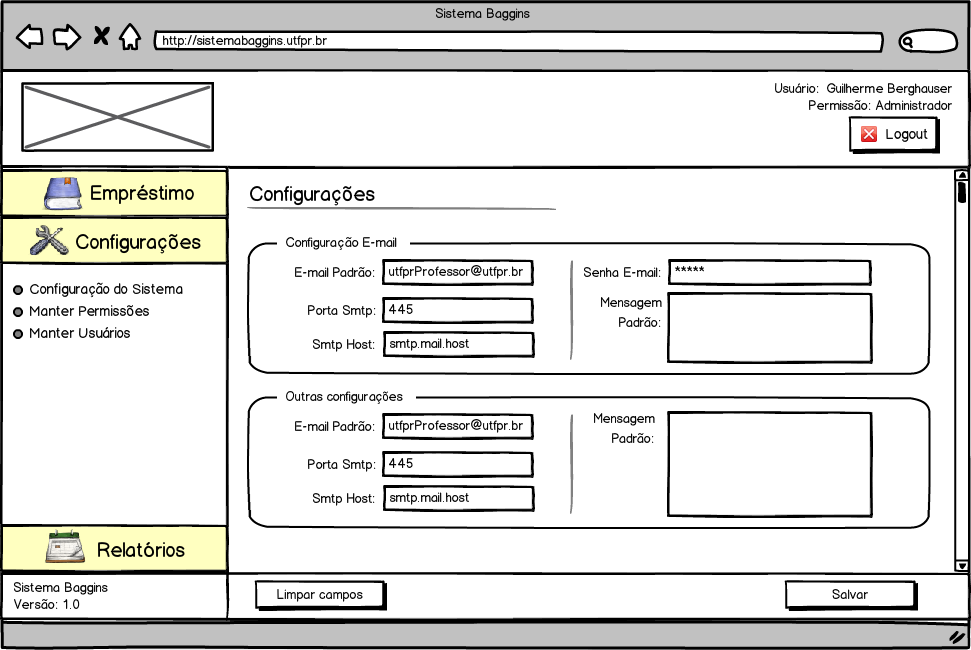 Sistema Baggins
http://sistemabaggins.utfpr.br
Usuário: Guilherme Berghauser
Permissão: Administrador
Logout
Empréstimo
Configurações
Configuração do Sistema
Manter Permissões
Manter Usuários
Relatórios
Sistema Baggins
Versão: 1.0
Configurações
Configuração E-mail
E-mail Padrão: utfprProfessor@utfpr.br
Porta Smtp: 445
Smtp Host: smtp.mail.host
Senha E-mail: *****
Mensagem
Padrão:
Outras configurações
E-mail Padrão: utfprProfessor@utfpr.br
Porta Smtp: 445
Smtp Host: smtp.mail.host
Mensagem
Padrão:
Limpar campos
Salvar